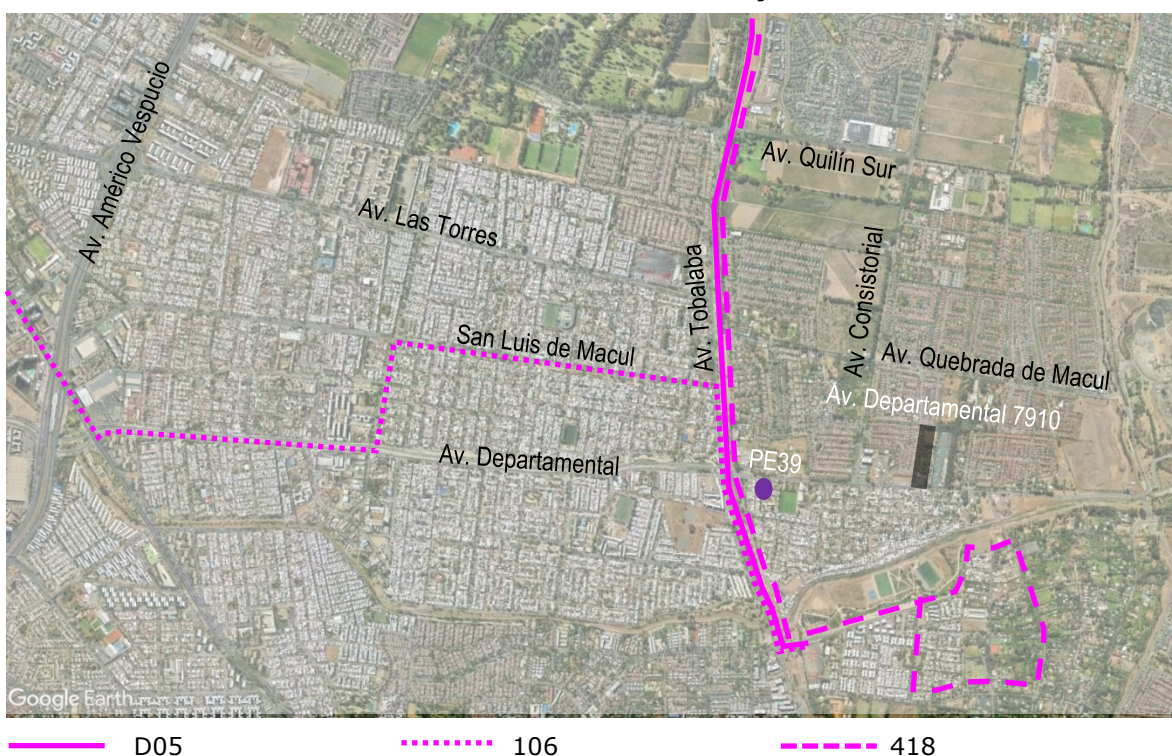 Av. Américo Vespucio
Av. Quilín Sur
Av. Las Torres
Av. Tobalaba
Av. Consistorial
San Luis de Macul
Av. Quebrada de Macul
Av. Departamental 7910
Av. Departamental
PE39
Google Earth
D05
106
418